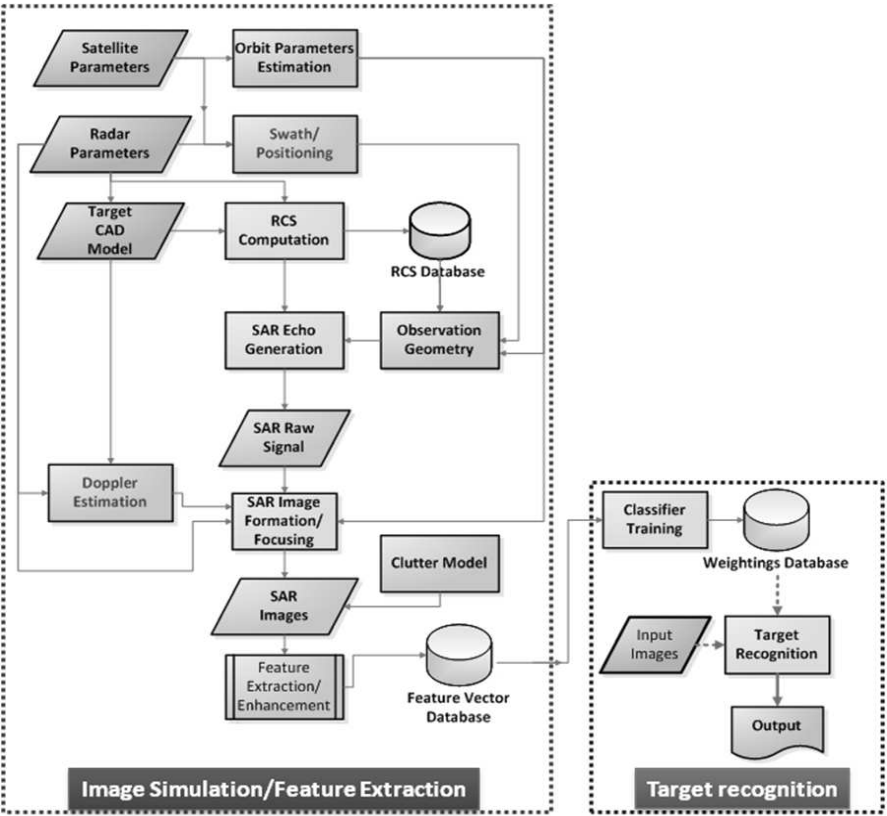 Satellite
Parameters
Orbit Parameters
Estimation
Radar
Parameters
Swath/
Positioning
Target
CAD
Model
RCS
Computation
RCS Database
SAR Echo
Generation
Observation
Geometry
SAR Raw
Signal
Doppler
Estimation
SAR Image
Formation/
Focusing
Clutter Model
SAR
Images
Feature
Extraction/
Enhancement
Feature Vector
Database
Image Simulation/Feature Extraction
Classifier
Training
Weightings Database
Input
Images
Target
Recognition
Output
Target recognition